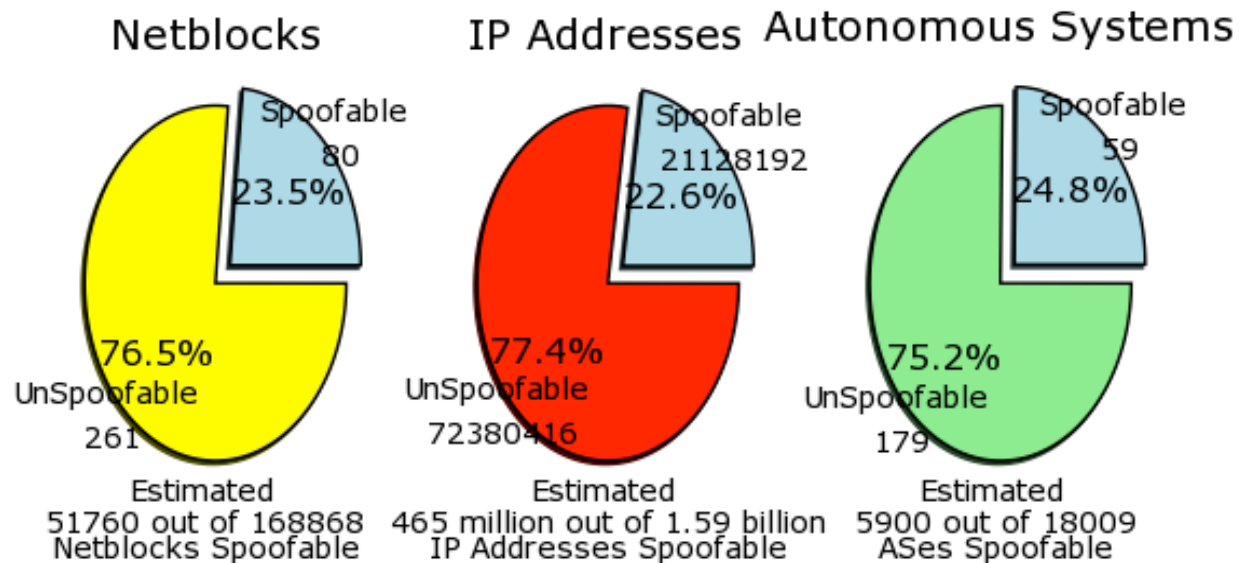 Netblocks
Spoofable
80
23.5%
76.5%
UnSpoofable
261
Estimated
51760 out of 168868
Netblocks Spoofable
IP Addresses
Spoofable
21128192
22.6%
77.4%
UnSpoofable
72380416
Estimated
465 million out of 1.59 billion
IP Addresses Spoofable
Autonomous Systems
Spoofable
59
24.8%
75.2%
UnSpoofable
179
Estimated
5900 out of 18009
ASes Spoofable